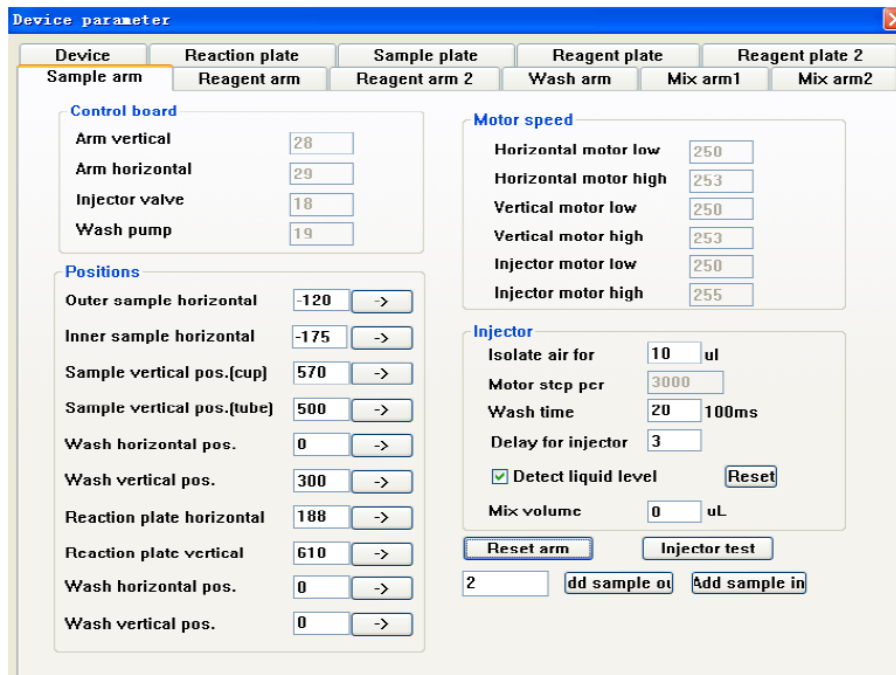 Device parameter
Device Reaction plate Sample plate Reagent plate Reagent plate 2
Sample arm Reagent arm Reagent arm 2 Wash arm Mix arm1 Mix arm2
Control board
Arm vertical 28
Arm horizontal 29
Injector valve 18
Wash pump 19
Positions
Outer sample horizontal -120 ->
Inner sample horizontal -175 ->
Sample vertical pos.(cup) 570 ->
Sample vertical pos.(tube) 500 ->
Wash horizontal pos. 0 ->
Wash vertical pos. 300 ->
Reaction plate horizontal 188 ->
Reaction plate vertical 610 ->
Wash horizontal pos. 0 ->
Wash vertical pos. 0 ->
Motor speed
Horizontal motor low 250
Horizontal motor high 253
Vertical motor low 250
Vertical motor high 253
Injector motor low 250
Injector motor high 255
Injector
Isolate air for 10 ul
Motor step per 3000
Wash time 20 100ms
Delay for injector 3
Detect liquid level Reset
Mix volume 0 uL
Reset arm Injector test
2 dd sample ou Add sample in